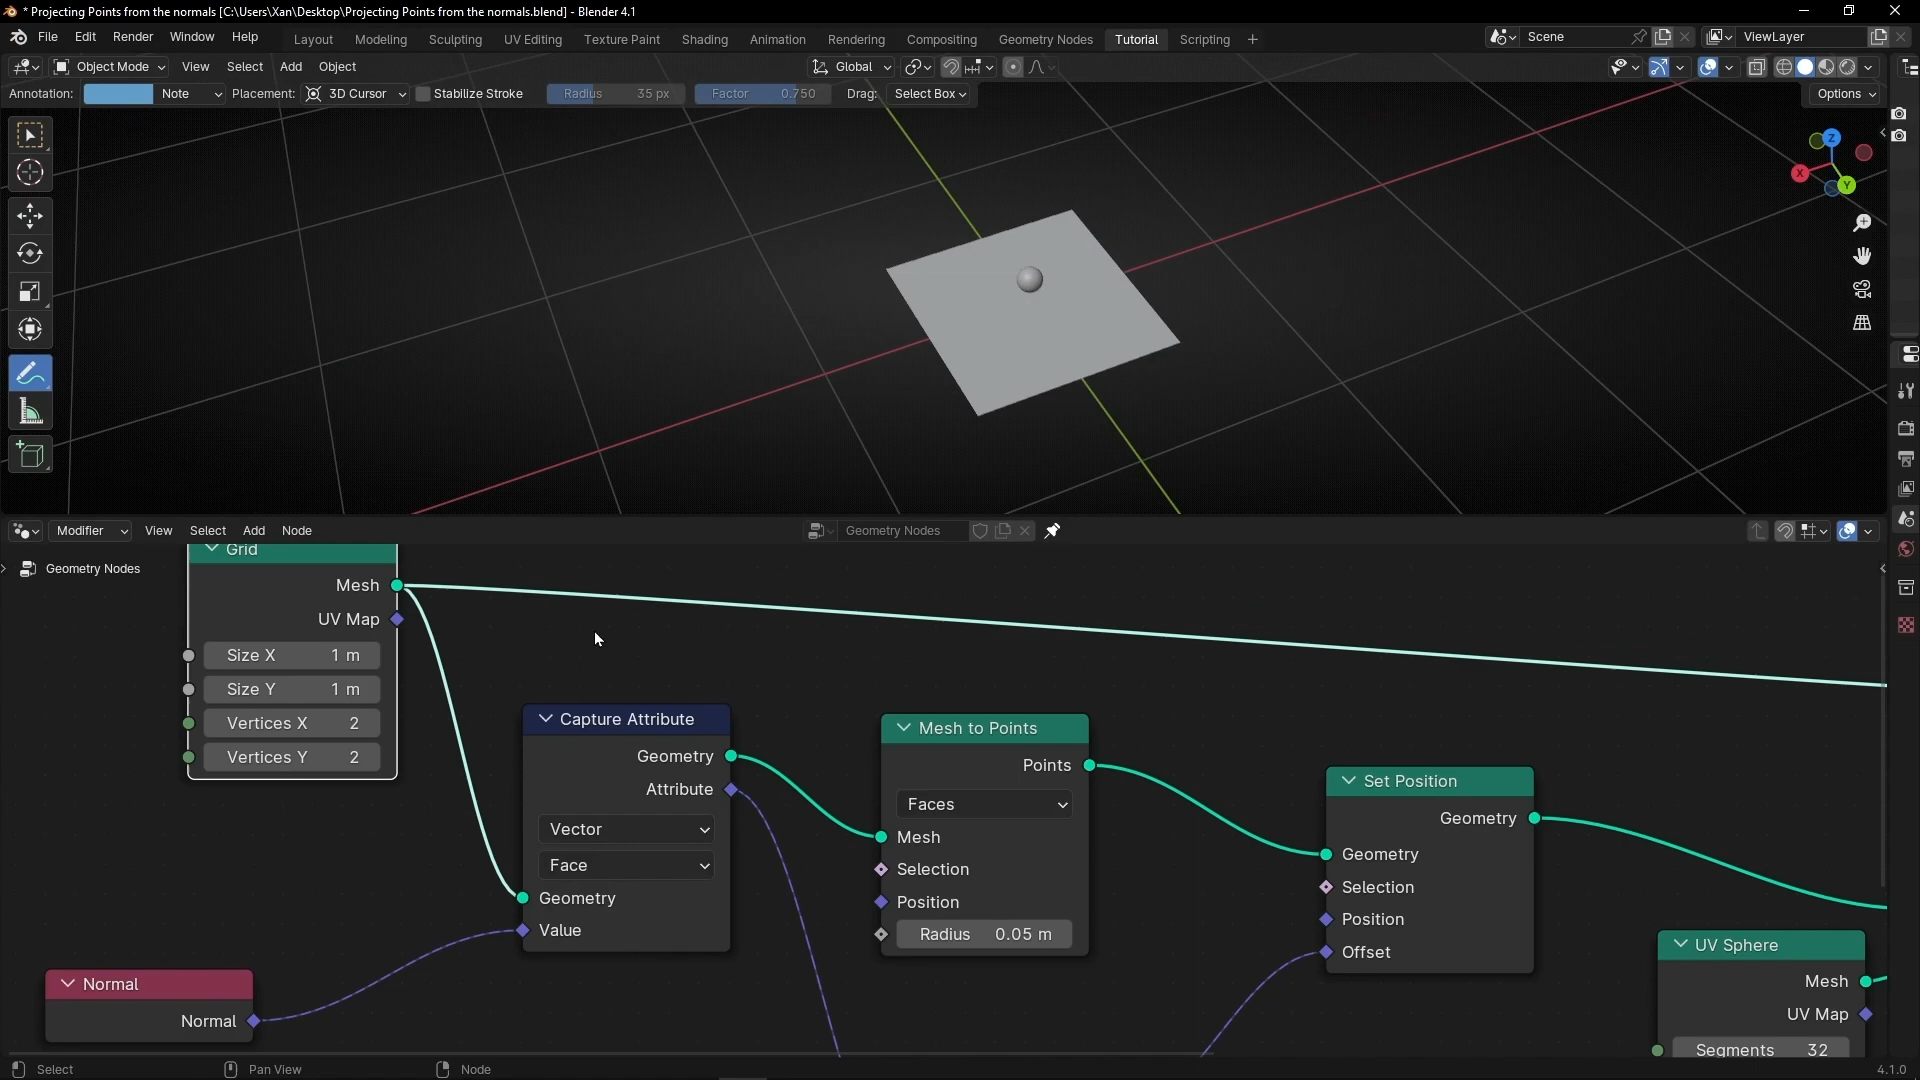 * Projecting Points from the normals [C:\Users\Xan\Desktop\Projecting Points from the normals.blend] - Blender 4.1
File Edit Render Window Help Layout Modeling Sculpting UV Editing Texture Paint Shading Animation Rendering Compositing Geometry Nodes Tutorial Scripting + Scene ViewLayer
Object Mode View Select Add Object Global
Annotation: Note Placement: 3D Cursor Stabilize Stroke Radius 35 px Factor 0.750 Drag: Select Box Options
Z
X
Y
Modifier View Select Add Node Geometry Nodes
Geometry Nodes
Grid
Mesh
UV Map
Size X 1 m
Size Y 1 m
Vertices X 2
Vertices Y 2
Capture Attribute
Geometry
Attribute
Vector
Face
Geometry
Value
Mesh to Points
Points
Faces
Mesh
Selection
Position
Radius 0.05 m
Set Position
Geometry
Geometry
Selection
Position
Offset
UV Sphere
Mesh
UV Map
Segments 32
Normal
Normal
Select Pan View Node 4.1.0